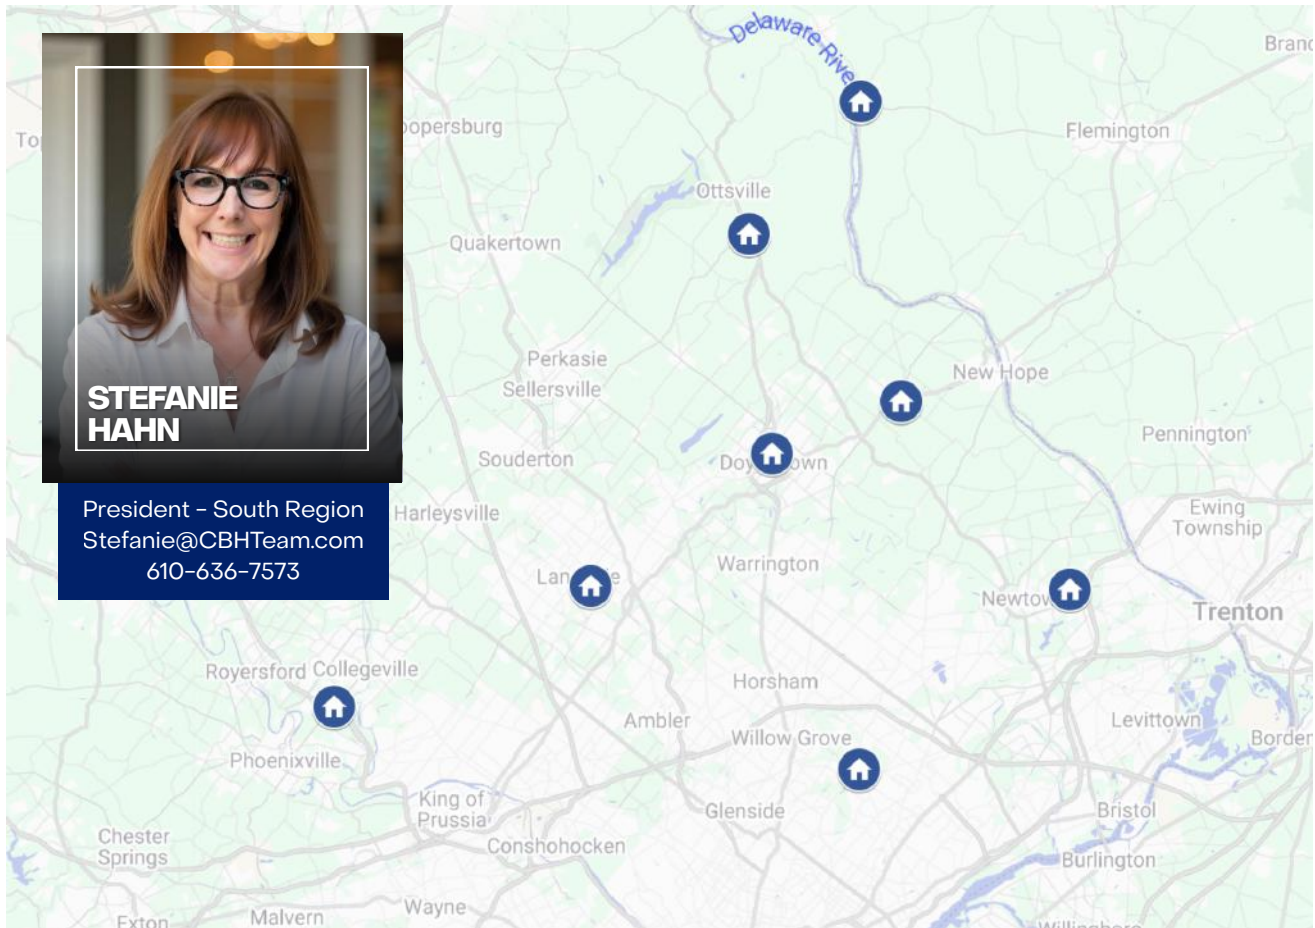 Delaware River
Flemington
Ottsville
Quakertown
Perkasie
Sellersville
New Hope
STEFANIE
HAHN
Pennington
Souderton
President - South Region
Stefanie@CBHTeam.com
610-636-7573
Harleysville
Ewing
Township
Warrington
Trenton
Royersford
Collegeville
Horsham
Ambler
Willow Grove
Levittown
Phoenixville
King of
Prussia
Glenside
Bristol
Chester
Springs
Conshohocken
Burlington
Exton
Malvern
Wayne